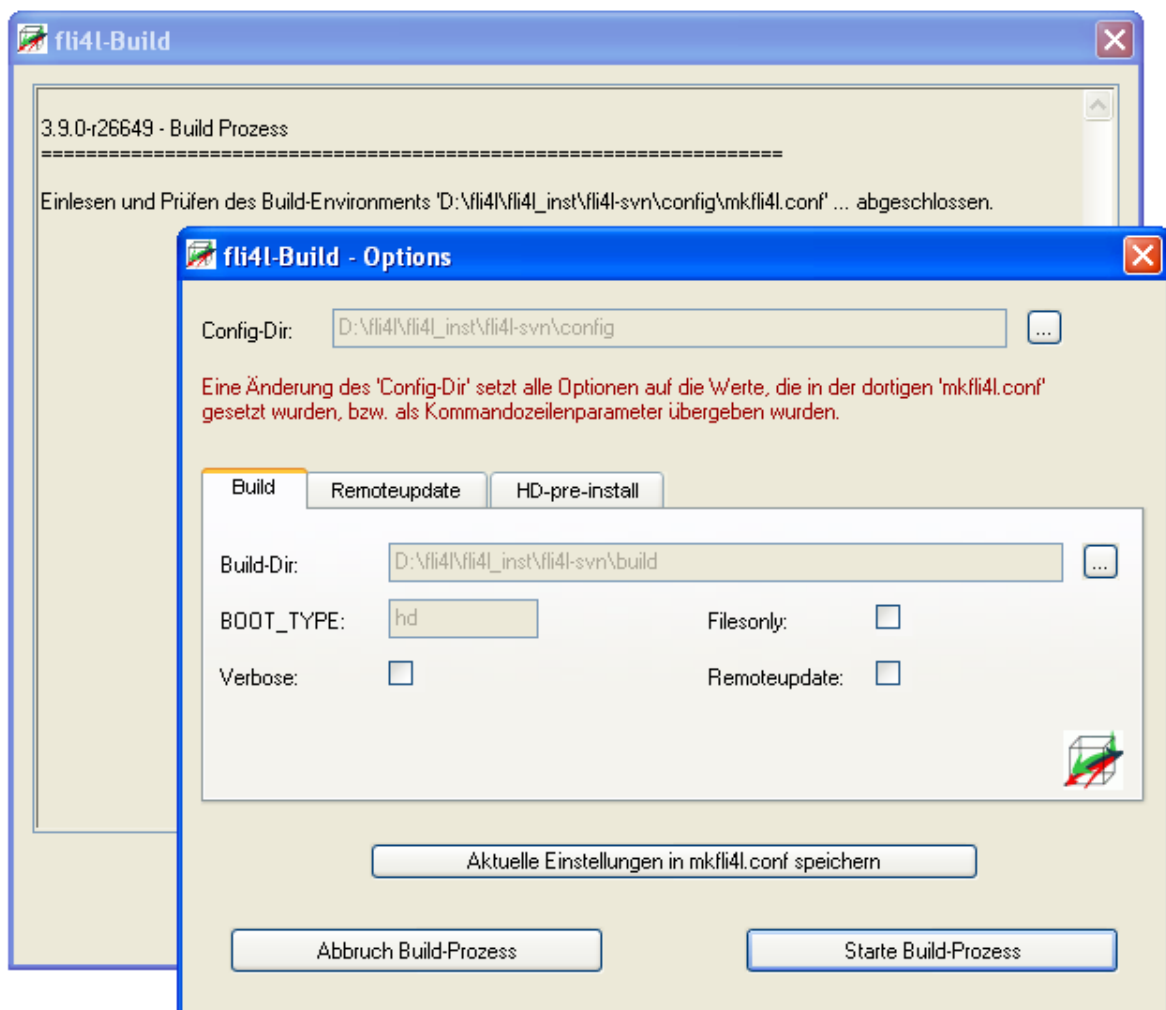 fli4l-Build
3.9.0-r26649 - Build Prozess
==================================================================
Einlesen und Prüfen des Build-Environments 'D:\fli4l\fli4l_inst\fli4l-svn\config\mkfli4l.conf' ... abgeschlossen.
fli4l-Build - Options
Config-Dir: D:\fli4l\fli4l_inst\fli4l-svn\config ...
Eine Änderung des 'Config-Dir' setzt alle Optionen auf die Werte, die in der dortigen 'mkfli4l.conf'
gesetzt wurden, bzw. als Kommandozeilenparameter übergeben wurden.
Build Remoteupdate HD-pre-install
Build-Dir: D:\fli4l\fli4l_inst\fli4l-svn\build ...
BOOT_TYPE: hd Filesonly:
Verbose: Remoteupdate:
Aktuelle Einstellungen in mkfli4l.conf speichern
Abbruch Build-Prozess Starte Build-Prozess